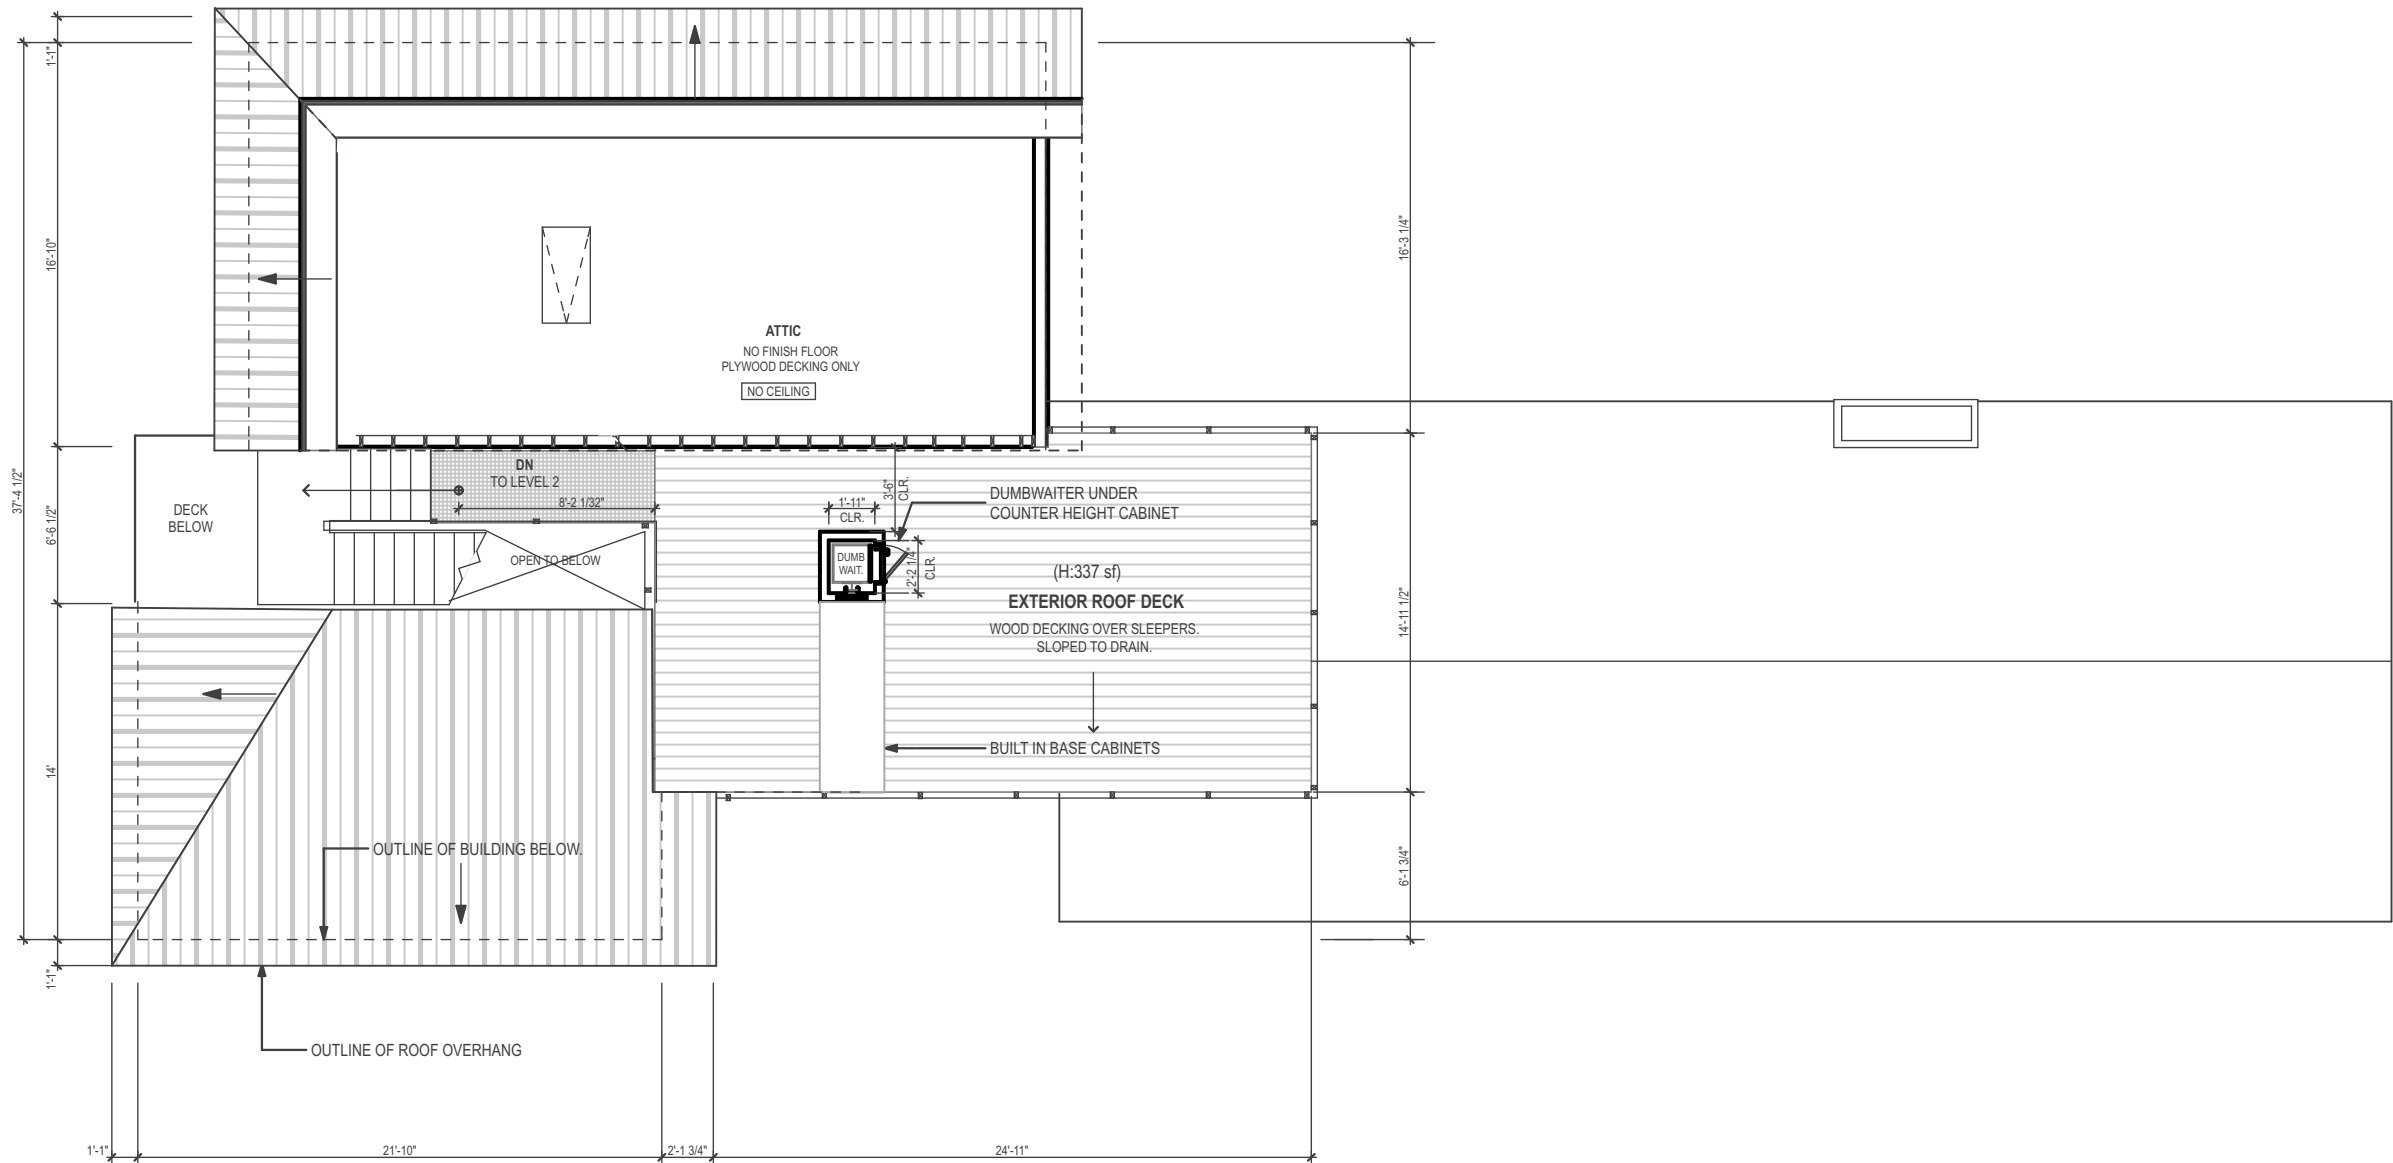 1'-1"
16'-10"
37'-4 1/2"
6'-6 1/2"
14'
1'-1"
16'-3 1/4"
14'-11 1/2"
6'-1 3/4"
ATTIC
NO FINISH FLOOR
PLYWOOD DECKING ONLY
NO CEILING
DECK
BELOW
DN
TO LEVEL 2
8'-2 1/32"
OPEN TO BELOW
3'-6"
CLR.
1'-11"
CLR.
DUMB
WAIT.
2'-2 1/4"
CLR.
DUMBWAITER UNDER
COUNTER HEIGHT CABINET
(H:337 sf)
EXTERIOR ROOF DECK
WOOD DECKING OVER SLEEPERS.
SLOPED TO DRAIN.
BUILT IN BASE CABINETS
OUTLINE OF BUILDING BELOW.
OUTLINE OF ROOF OVERHANG
1'-1"
21'-10"
2'-1 3/4"
24'-11"